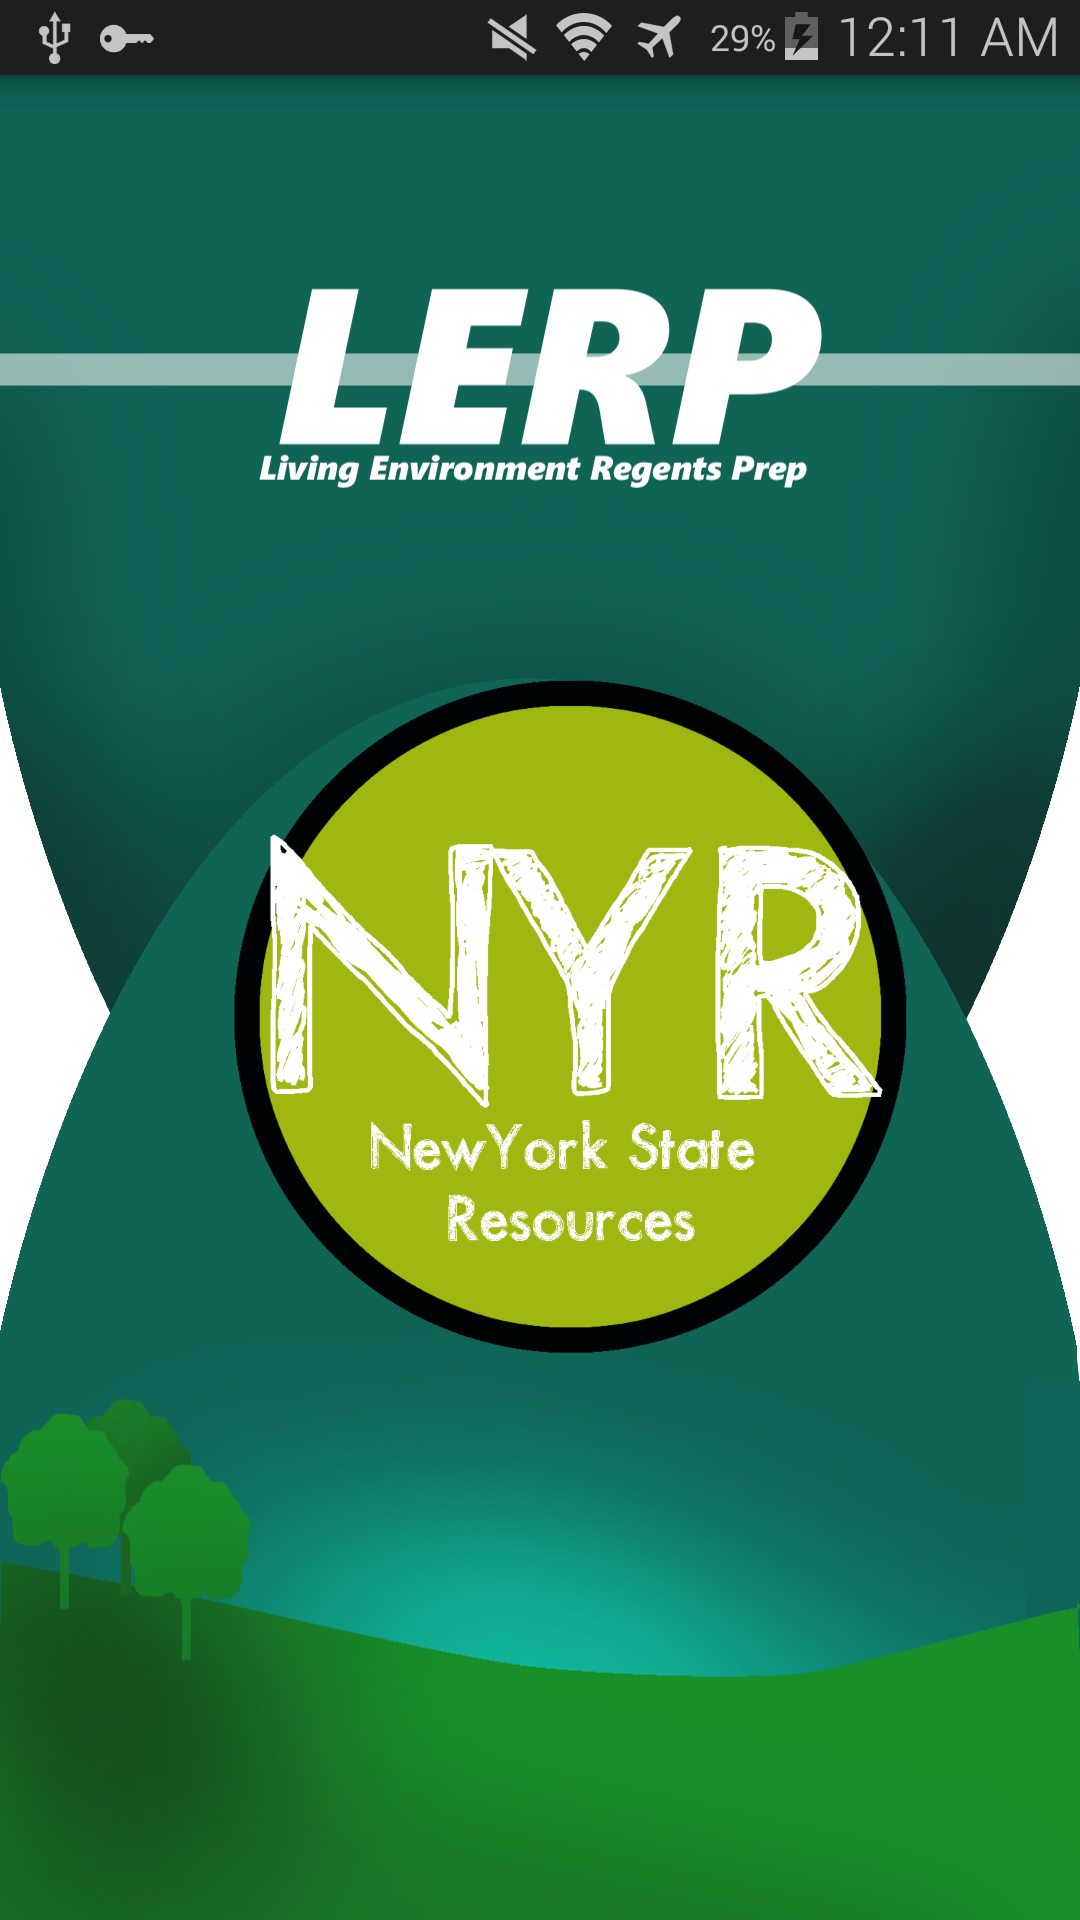 29% 12:11 AM
LERP
Living Environment Regents Prep
NYR
NewYork State
Resources